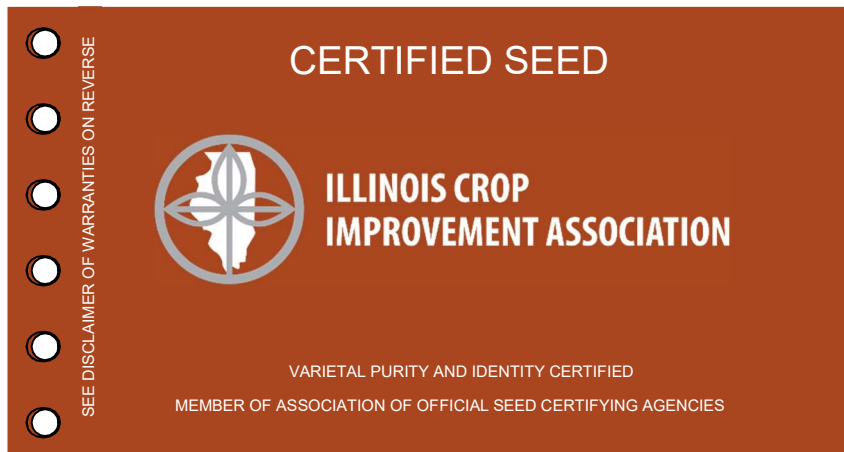 CERTIFIED SEED
SEE DISCLAIMER OF WARRANTIES ON REVERSE
ILLINOIS CROP
IMPROVEMENT ASSOCIATION
VARIETAL PURITY AND IDENTITY CERTIFIED
MEMBER OF ASSOCIATION OF OFFICIAL SEED CERTIFYING AGENCIES